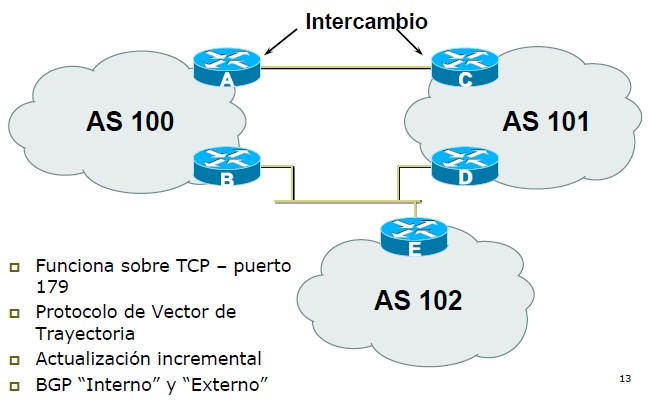 Intercambio
A
C
AS 100
AS 101
B
D
E
AS 102
Funciona sobre TCP – puerto
179
Protocolo de Vector de
Trayectoria
Actualización incremental
BGP “Interno” y “Externo”
13